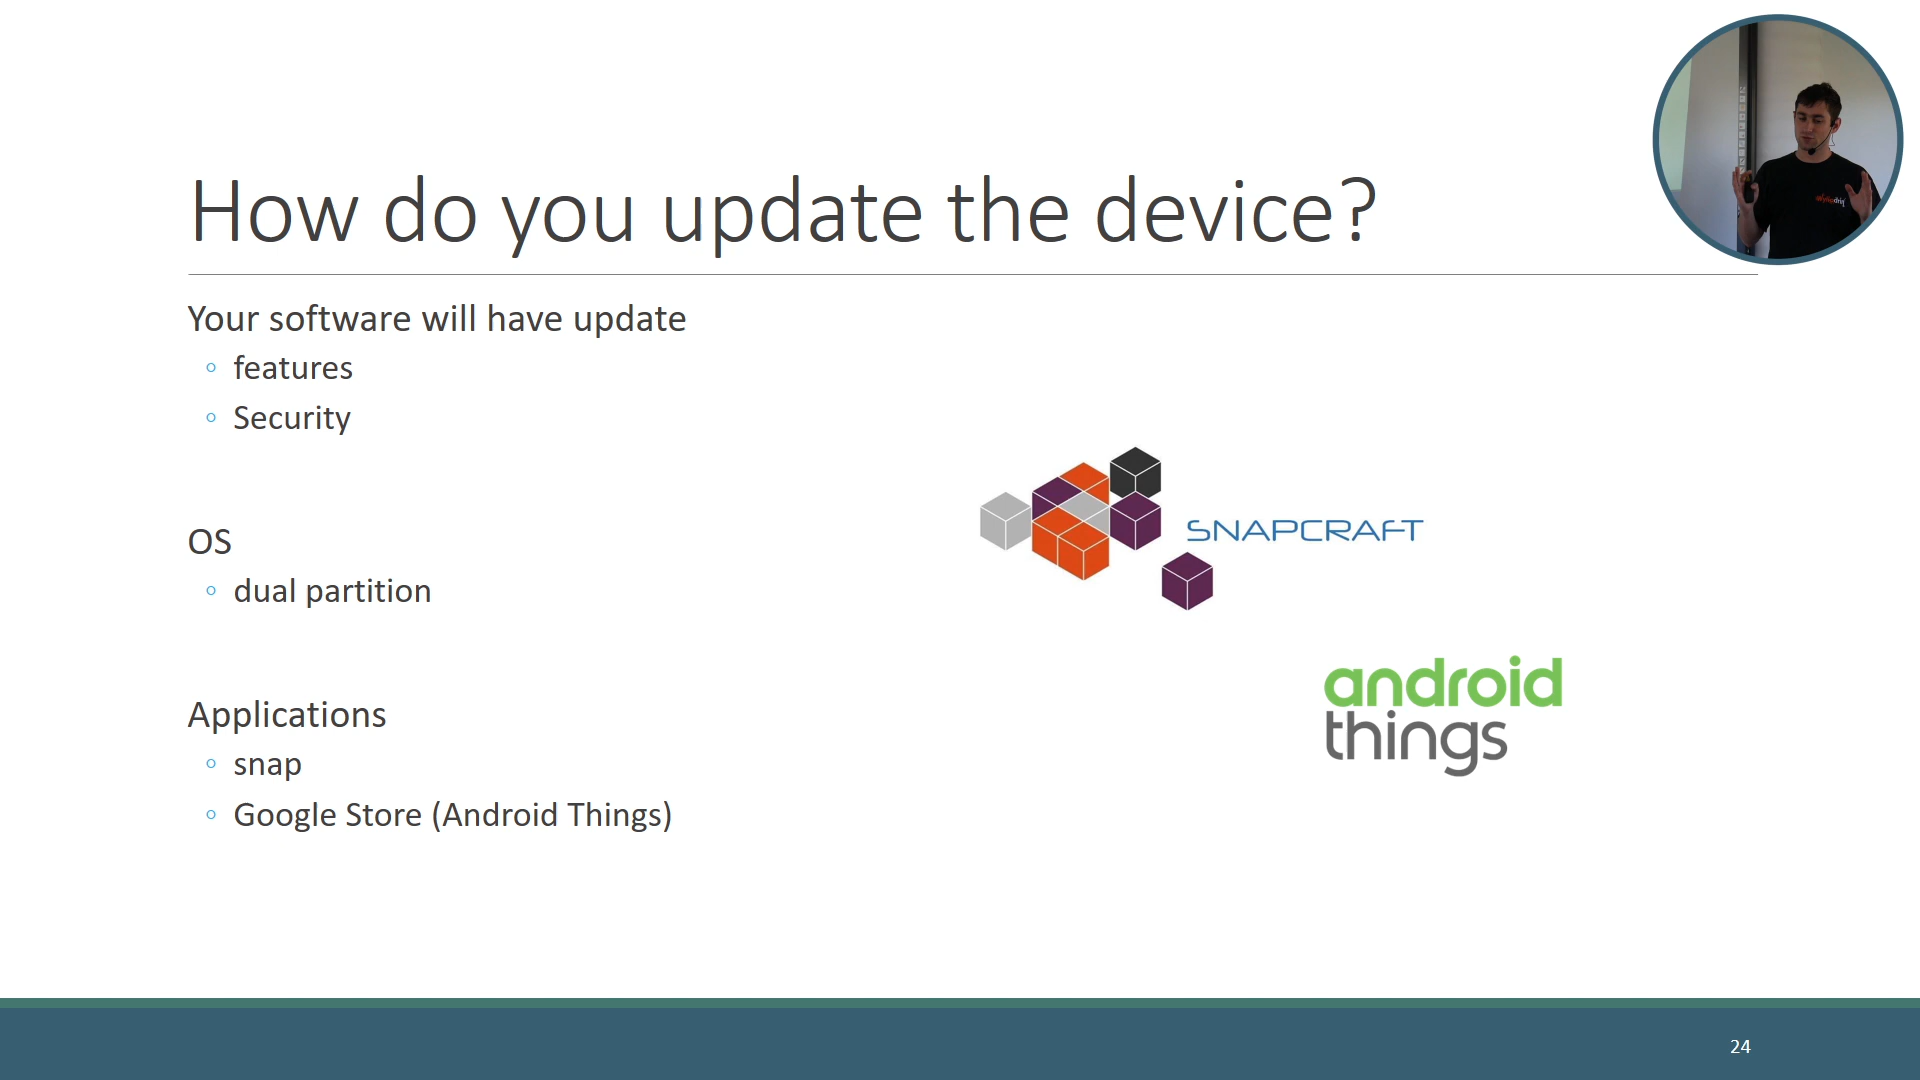 How do you update the device?
Your software will have update
features
Security
OS
dual partition
SNAPCRAFT
android
things
Applications
snap
Google Store (Android Things)
24